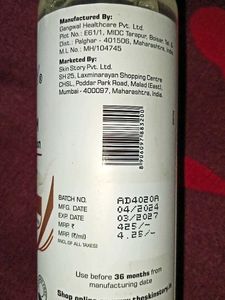 Manufactured By:
Gangwal Healthcare Pvt. Ltd.
Plot No.: E61/1, MIDC Tarapur, Boisar, W. S.
Dist.: Palghar - 401506, Maharashtra, India.
M.L No.: MH/104745
Marketed By:
Skin Story Pvt. Ltd.
SH 25, Laxminarayan Shopping Centre
CHSL, Poddar Park Road, Malad (East),
Mumbai - 400097, Maharashtra, India.
8906097883200
BATCH NO. AD4020A
MFG. DATE 04/2024
EXP. DATE 03/2027
MRP ₹ 425/-
MRP. (₹/ml) 4.25/-
(INCL.OF ALL TAXES)
Use before 36 months from
manufacturing date